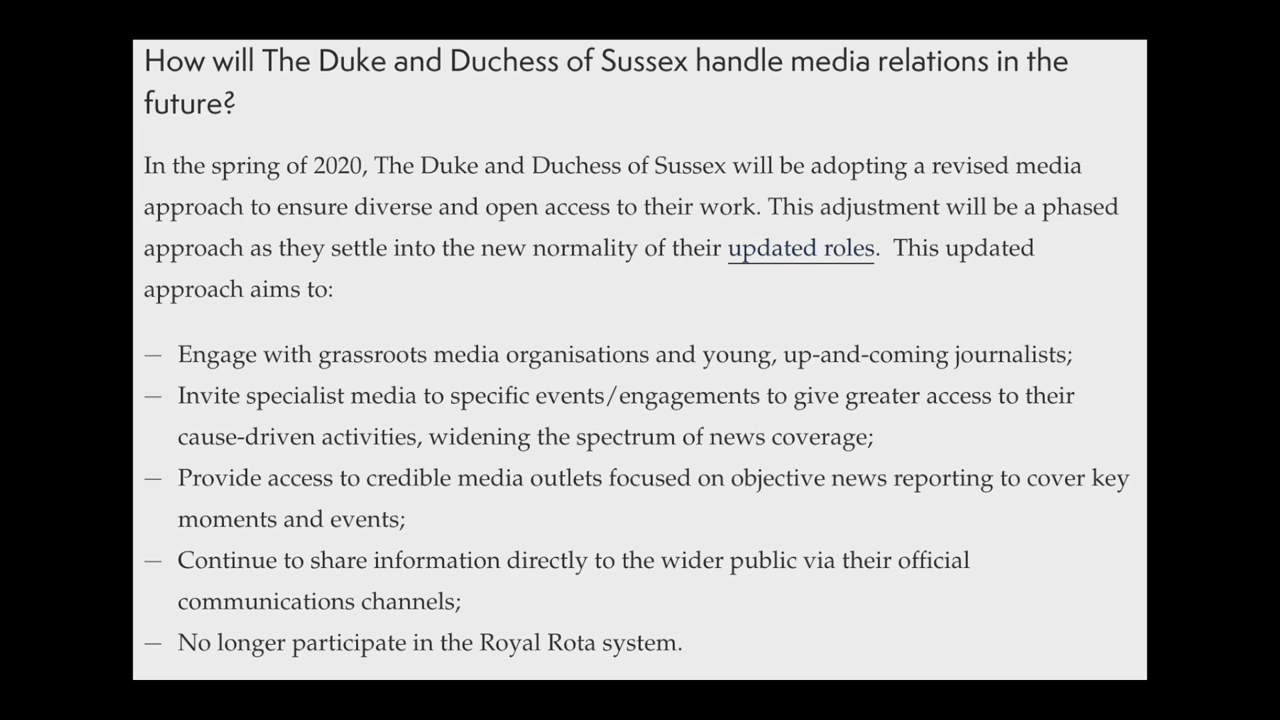 How will The Duke and Duchess of Sussex handle media relations in the
future?
In the spring of 2020, The Duke and Duchess of Sussex will be adopting a revised media
approach to ensure diverse and open access to their work. This adjustment will be a phased
approach as they settle into the new normality of their updated roles. This updated
approach aims to:
— Engage with grassroots media organisations and young, up-and-coming journalists;
— Invite specialist media to specific events/engagements to give greater access to their
cause-driven activities, widening the spectrum of news coverage;
— Provide access to credible media outlets focused on objective news reporting to cover key
moments and events;
— Continue to share information directly to the wider public via their official
communications channels;
— No longer participate in the Royal Rota system.